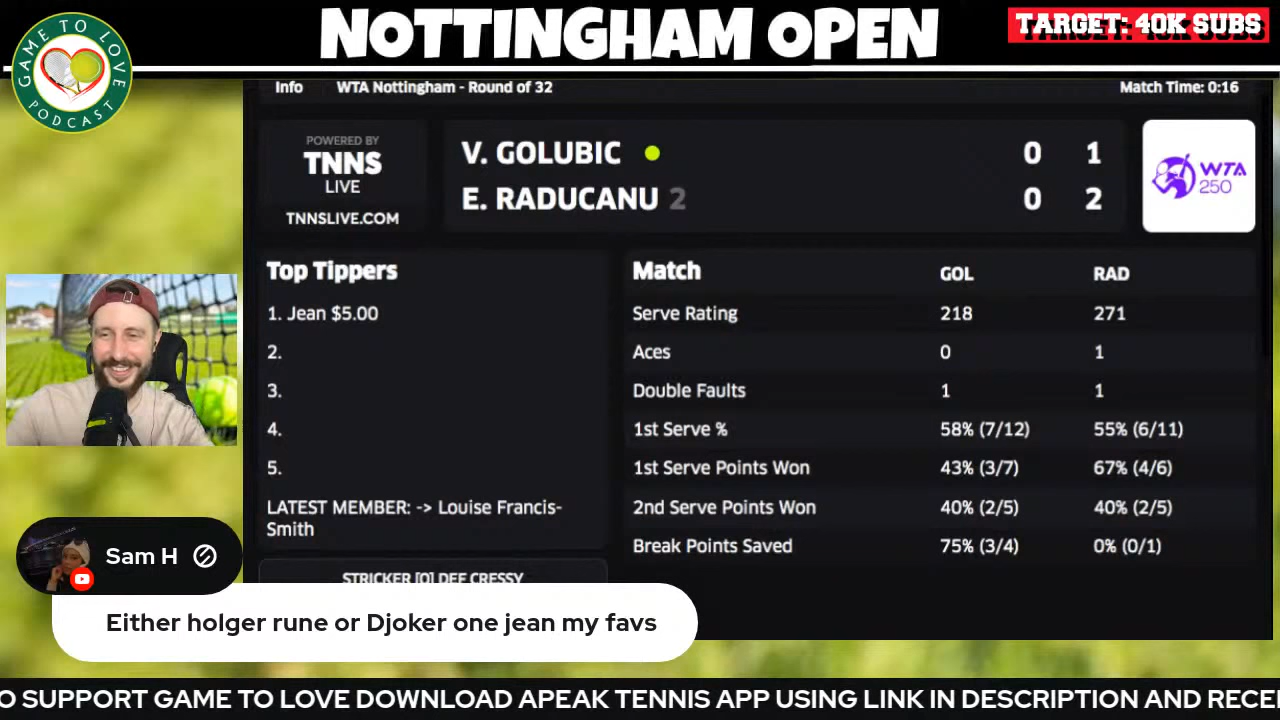 NOTTINGHAM OPEN
TARGET: 40K SUBS
GAME TO LOVE
PODCAST
Info WTA Nottingham - Round of 32 Match Time: 0:16
POWERED BY
TNNS
LIVE
TNNSLIVE.COM
V. GOLUBIC 0 1
E. RADUCANU 2 0 2
WTA
250
Top Tippers
1. Jean $5.00
2.
3.
4.
5.
LATEST MEMBER: -> Louise Francis-
Smith
STRICKER [Q] DEF CRESSY
Match GOL RAD
Serve Rating 218 271
Aces 0 1
Double Faults 1 1
1st Serve % 58% (7/12) 55% (6/11)
1st Serve Points Won 43% (3/7) 67% (4/6)
2nd Serve Points Won 40% (2/5) 40% (2/5)
Break Points Saved 75% (3/4) 0% (0/1)
Sam H
Either holger rune or Djoker one jean my favs
O SUPPORT GAME TO LOVE DOWNLOAD APEAK TENNIS APP USING LINK IN DESCRIPTION AND RECE